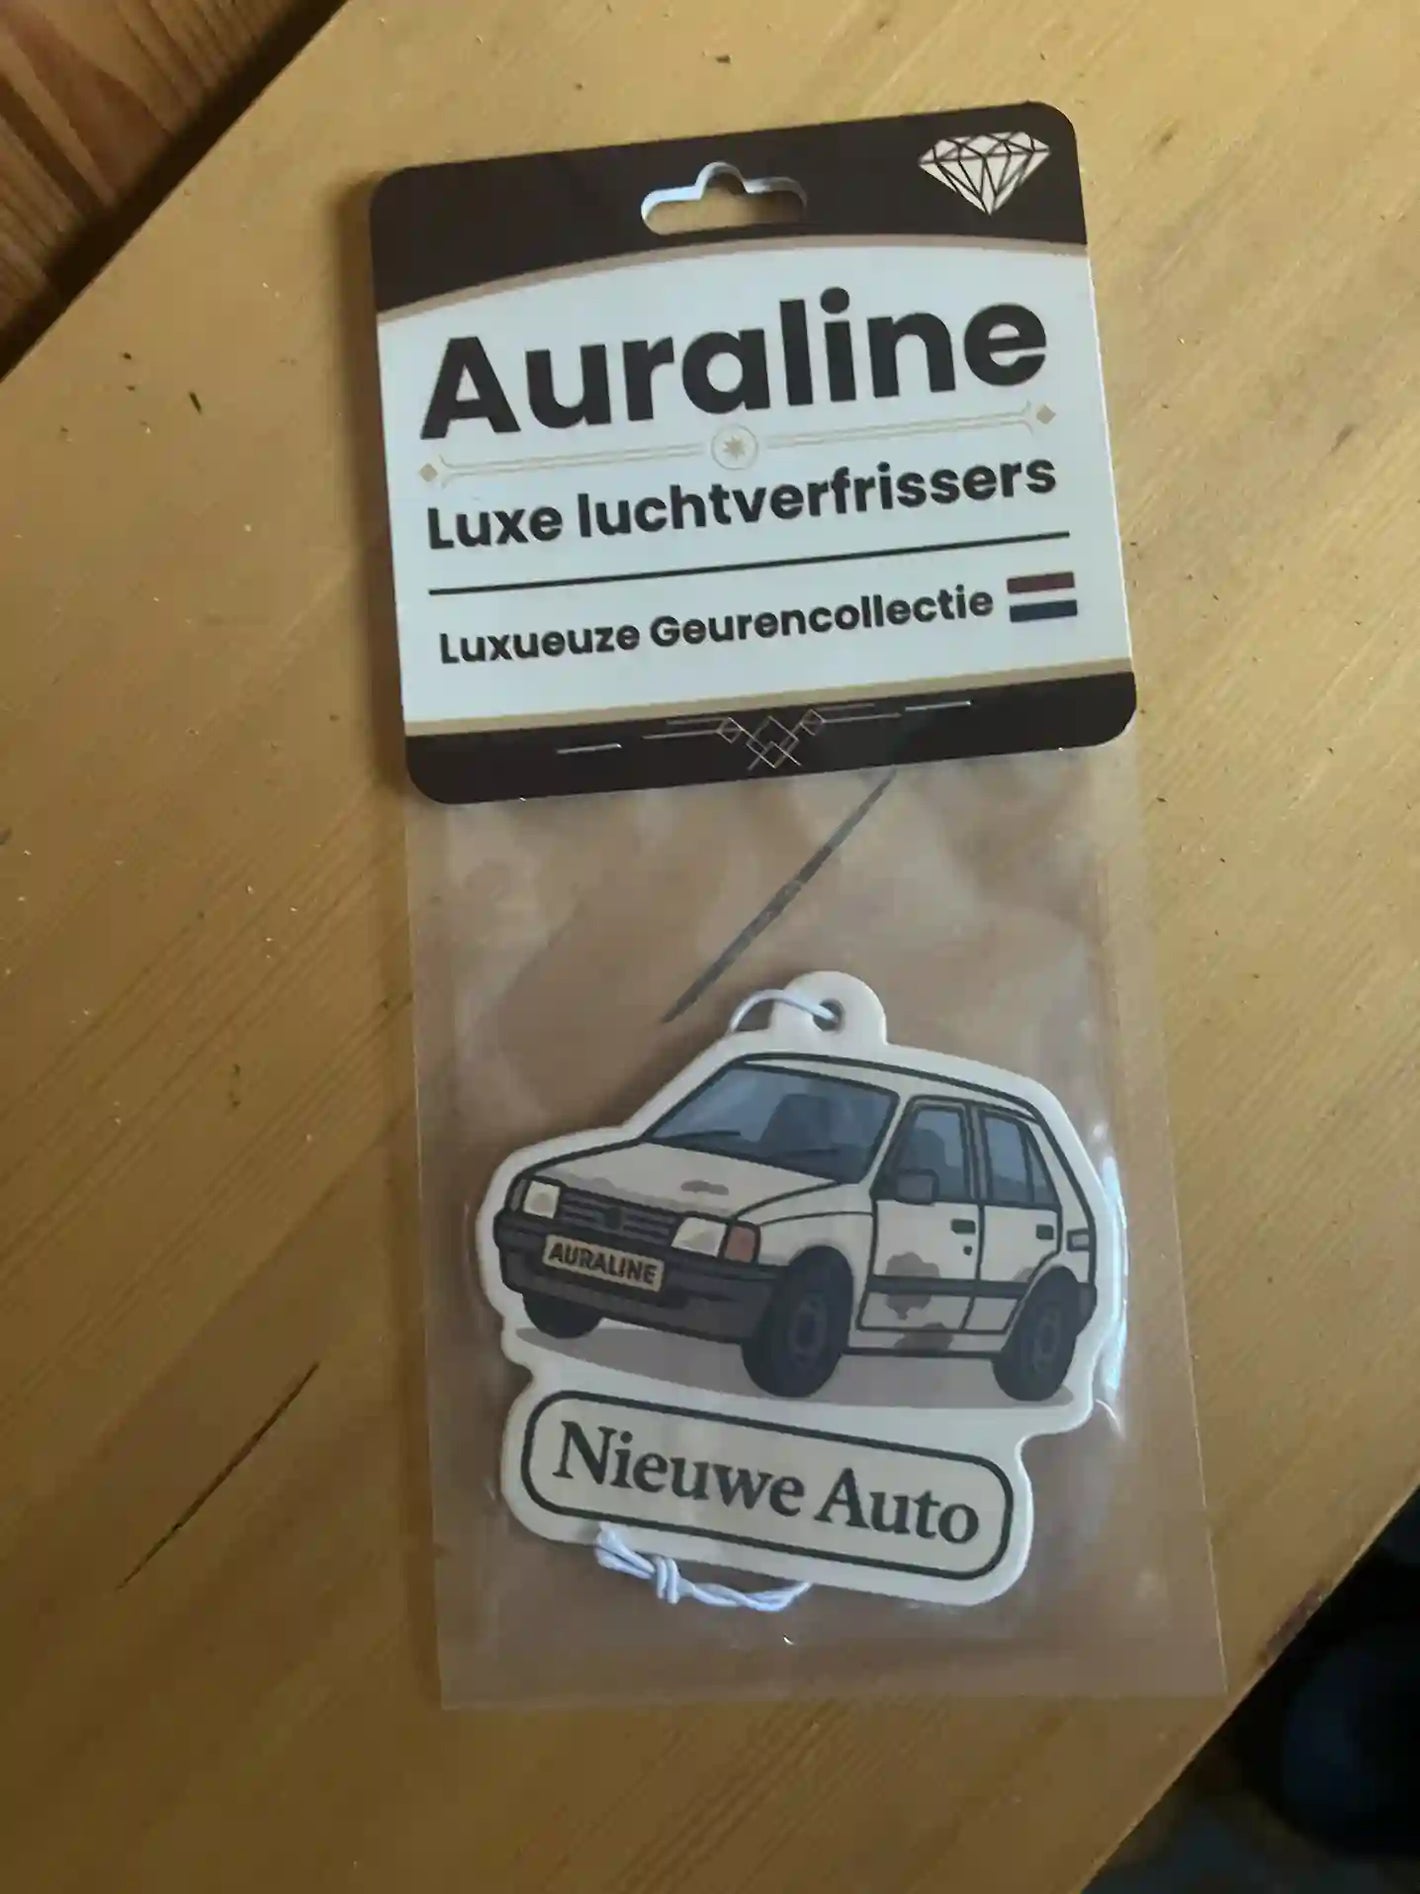 Auraline
Luxe luchtverfrissers
Luxueuze Geurencollectie
AURALINE
Nieuwe Auto